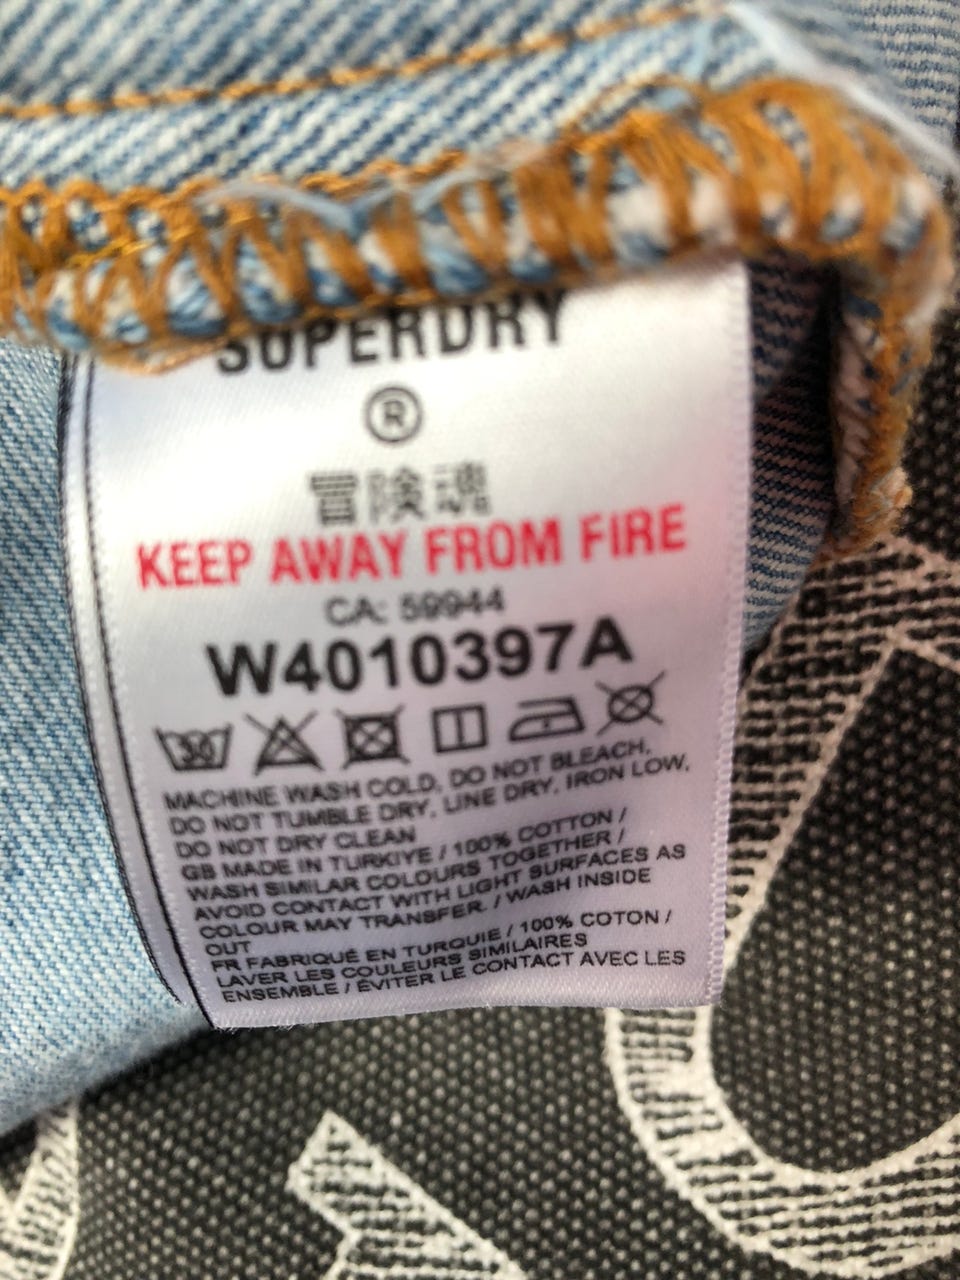 SUPERDRY
®
冒険魂
KEEP AWAY FROM FIRE
CA: 59944
W4010397A
30
MACHINE WASH COLD, DO NOT BLEACH,
DO NOT TUMBLE DRY, LINE DRY, IRON LOW,
DO NOT DRY CLEAN
GB MADE IN TURKIYE / 100% COTTON /
WASH SIMILAR COLOURS TOGETHER /
AVOID CONTACT WITH LIGHT SURFACES AS
COLOUR MAY TRANSFER. / WASH INSIDE
OUT
FR FABRIQUÉ EN TURQUIE / 100% COTON /
LAVER LES COULEURS SIMILAIRES
ENSEMBLE / ÉVITER LE CONTACT AVEC LES